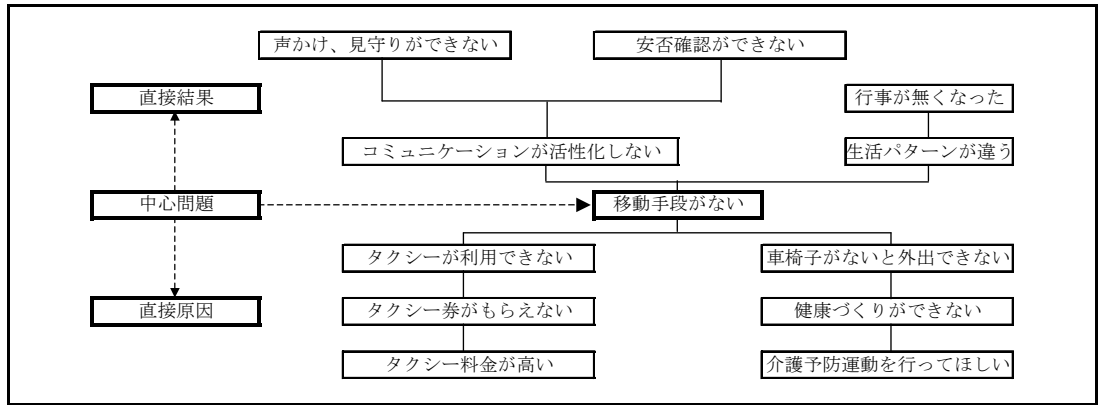 声かけ、見守りができない
安否確認ができない
直接結果
行事が無くなった
コミュニケーションが活性化しない
生活パターンが違う
中心問題
移動手段がない
タクシーが利用できない
車椅子がないと外出できない
直接原因
タクシー券がもらえない
健康づくりができない
タクシー料金が高い
介護予防運動を行ってほしい